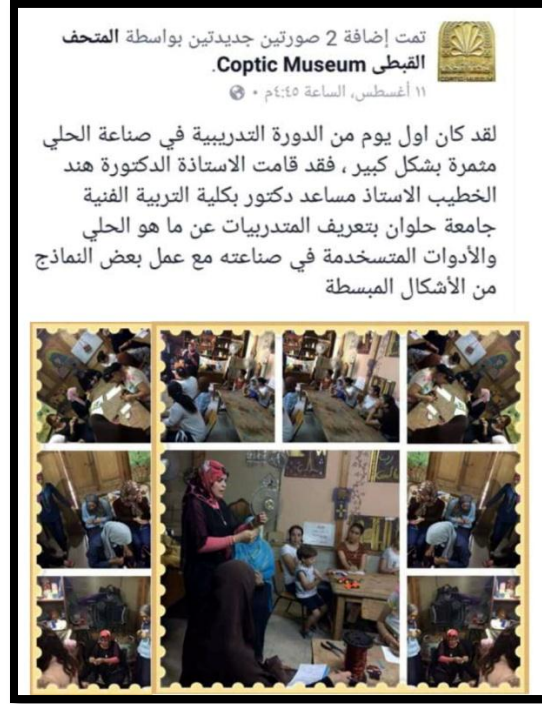 تمت إضافة 2 صورتين جديدتين بواسطة المتحف
القبطى Coptic Museum.
١١ أغسطس، الساعة ٤:٤٥م •
لقد كان اول يوم من الدورة التدريبية في صناعة الحلي
مثمرة بشكل كبير ، فقد قامت الاستاذة الدكتورة هند
الخطيب الاستاذ مساعد دكتور بكلية التربية الفنية
جامعة حلوان بتعريف المتدربيات عن ما هو الحلي
والأدوات المتسخدمة في صناعته مع عمل بعض النماذج
من الأشكال المبسطة